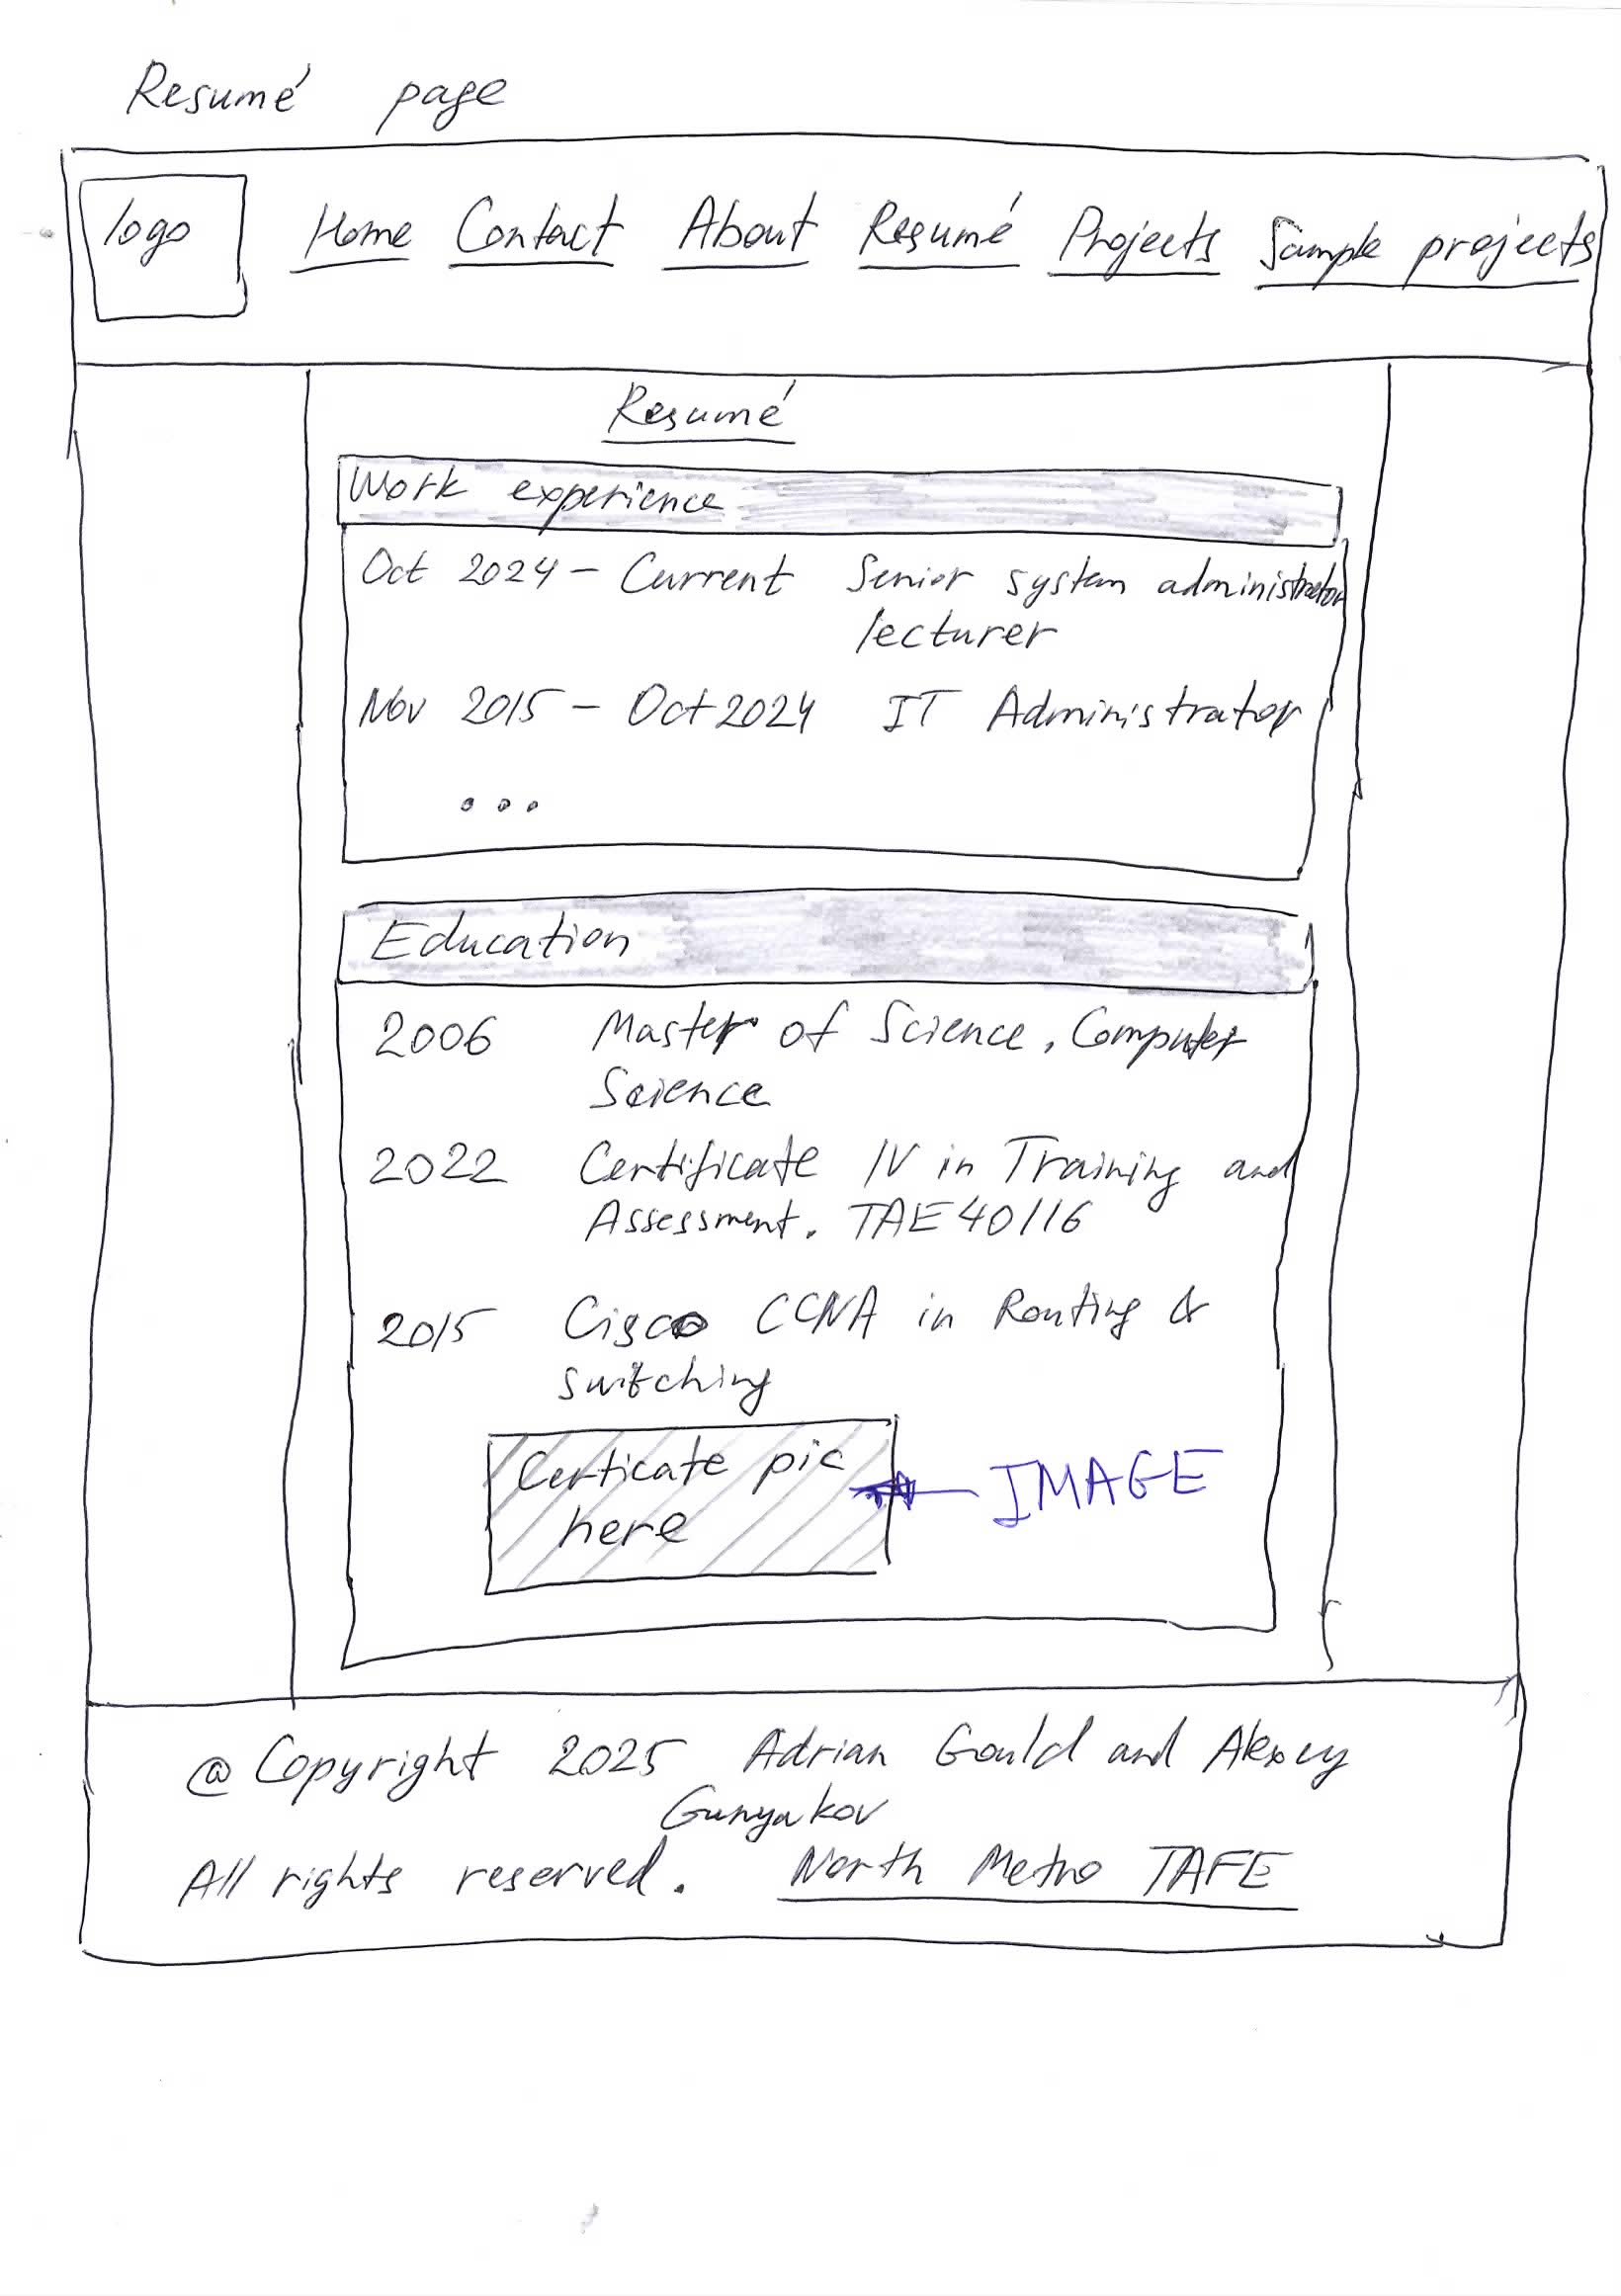 Resumé page
logo Home Contact About Resumé Projects Sample projects
Resumé
Work experience
Oct 2024 - Current Senior system administrator
lecturer
Nov 2015 - Oct 2024 IT Administrator
...
Education
2006 Master of Science, Computer
Science
2022 Certificate IV in Training and
Assessment. TAE40116
2015 Cisco CCNA in Routing &
switching
Certicate pic
here
IMAGE
@ Copyright 2025 Adrian Gould and Alexey
Gunyakov
All rights reserved. North Metro TAFE